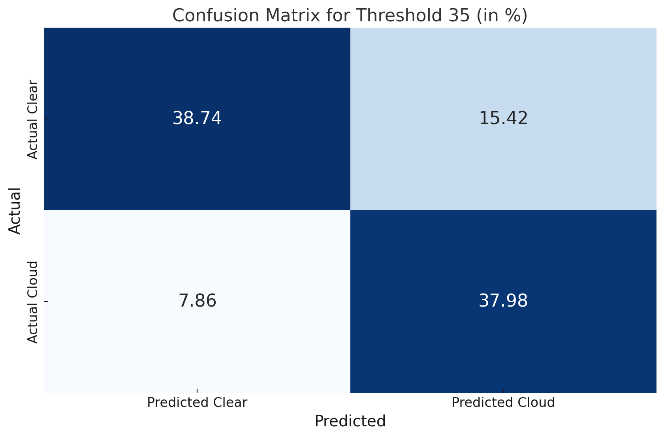 Confusion Matrix for Threshold 35 (in %)
Actual
Actual Clear
38.74
15.42
Actual Cloud
7.86
37.98
Predicted Clear
Predicted Cloud
Predicted